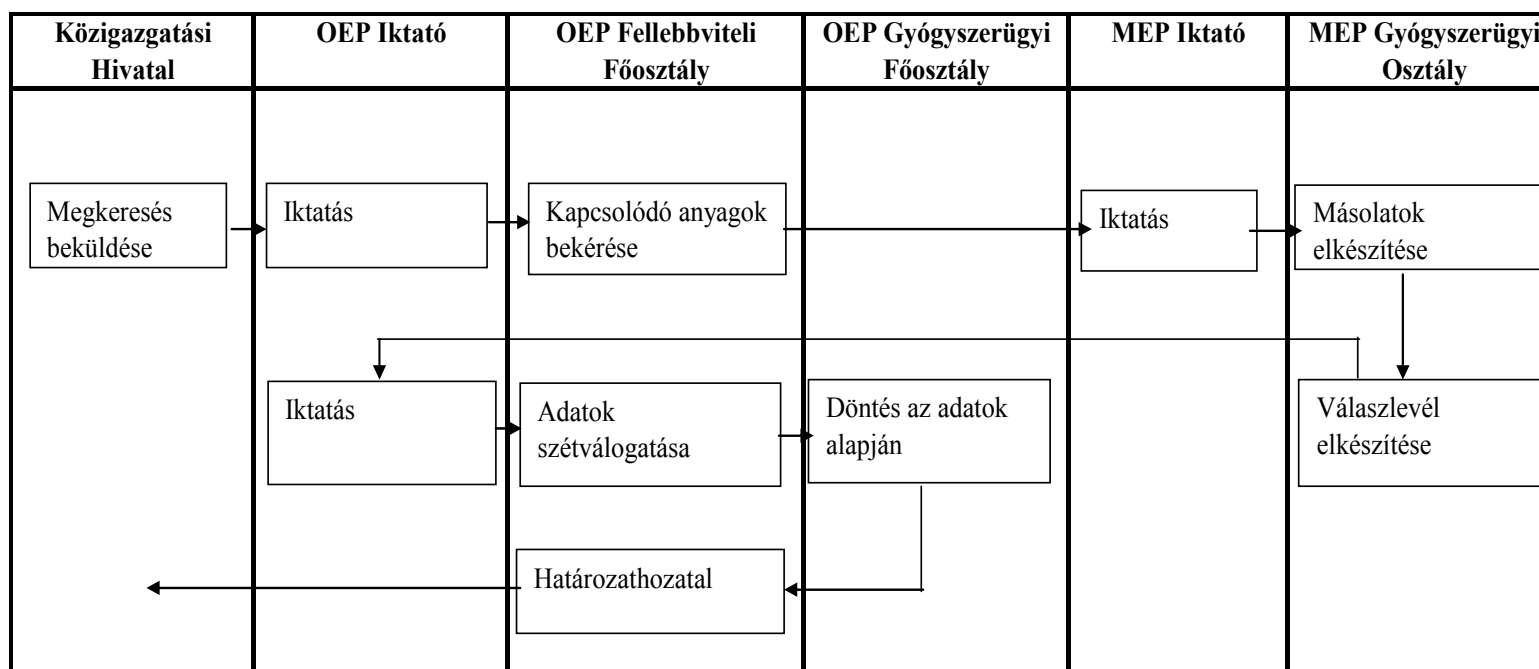 Közigazgatási
Hivatal
OEP Iktató
OEP Fellebbviteli
Főosztály
OEP Gyógyszerügyi
Főosztály
MEP Iktató
MEP Gyógyszerügyi
Osztály
Megkeresés
beküldése
Iktatás
Kapcsolódó anyagok
bekérése
Iktatás
Másolatok
elkészítése
Iktatás
Adatok
szétválogatása
Döntés az adatok
alapján
Válaszlevél
elkészítése
Határozathozatal